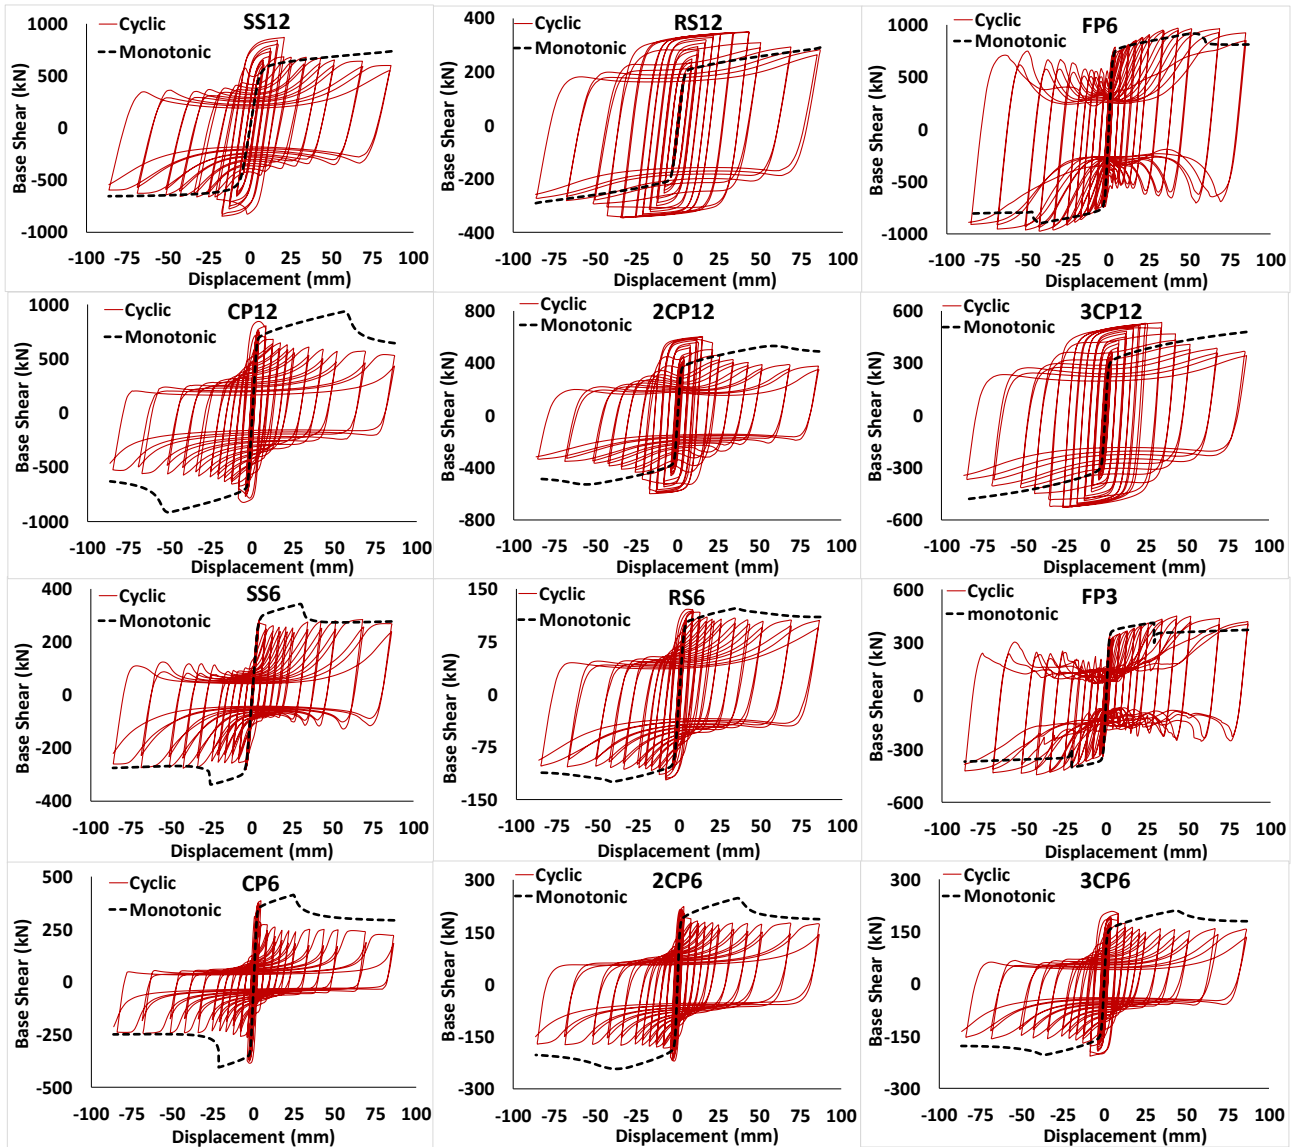 SS12
Cyclic
Monotonic
Base Shear (kN)
1000
500
0
-500
-1000
-100 -75 -50 -25 0 25 50 75 100
Displacement (mm)
RS12
Cyclic
Monotonic
Base Shear (kN)
400
200
0
-200
-400
-100 -75 -50 -25 0 25 50 75 100
Displacement (mm)
FP6
Cyclic
Monotonic
Base Shear (kN)
1000
500
0
-500
-1000
-100 -75 -50 -25 0 25 50 75 100
Displacement (mm)
CP12
Cyclic
Monotonic
Base Shear (kN)
1000
500
0
-500
-1000
-100 -75 -50 -25 0 25 50 75 100
Displacement (mm)
2CP12
Cyclic
Monotonic
Base Shear (kN)
800
400
0
-400
-800
-100 -75 -50 -25 0 25 50 75 100
Displacement (mm)
3CP12
Cyclic
Monotonic
Base Shear (kN)
600
300
0
-300
-600
-100 -75 -50 -25 0 25 50 75 100
Displacement (mm)
SS6
Cyclic
Monotonic
Base Shear (kN)
400
200
0
-200
-400
-100 -75 -50 -25 0 25 50 75 100
Displacement (mm)
RS6
Cyclic
Monotonic
Base Shear (kN)
150
75
0
-75
-150
-100 -75 -50 -25 0 25 50 75 100
Displacement (mm)
FP3
Cyclic
monotonic
Base Shear (kN)
600
300
0
-300
-600
-100 -75 -50 -25 0 25 50 75 100
Displacement (mm)
CP6
Cyclic
Monotonic
Base Shear (kN)
500
250
0
-250
-500
-100 -75 -50 -25 0 25 50 75 100
Displacement (mm)
2CP6
Cyclic
Monotonic
Base Shear (kN)
300
150
0
-150
-300
-100 -75 -50 -25 0 25 50 75 100
Displacement (mm)
3CP6
Cyclic
Monotonic
Base Shear (kN)
300
150
0
-150
-300
-100 -75 -50 -25 0 25 50 75 100
Displacement (mm)